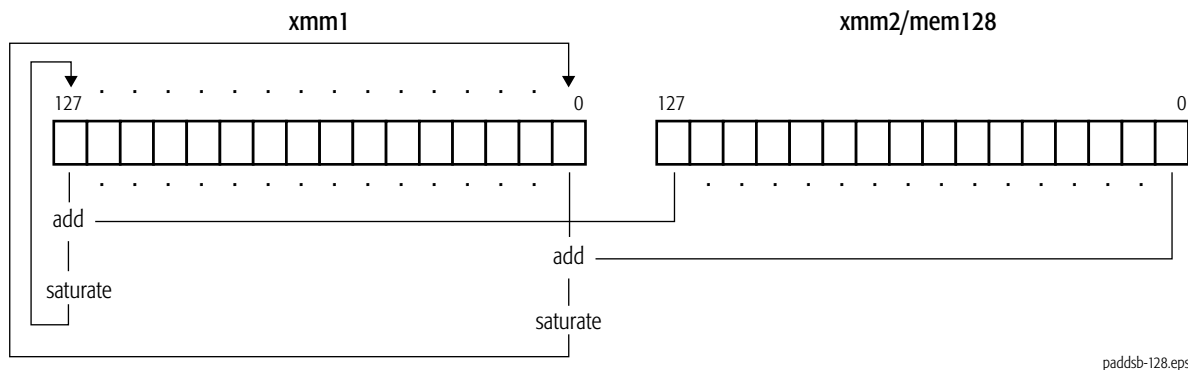 xmm1 xmm2/mem128
. . . . . . . . . . . . . .
127 0 127 0
. . . . . . . . . . . . . . . . . . . . . . . . . . . .
add
add
saturate
saturate
paddsb-128.eps